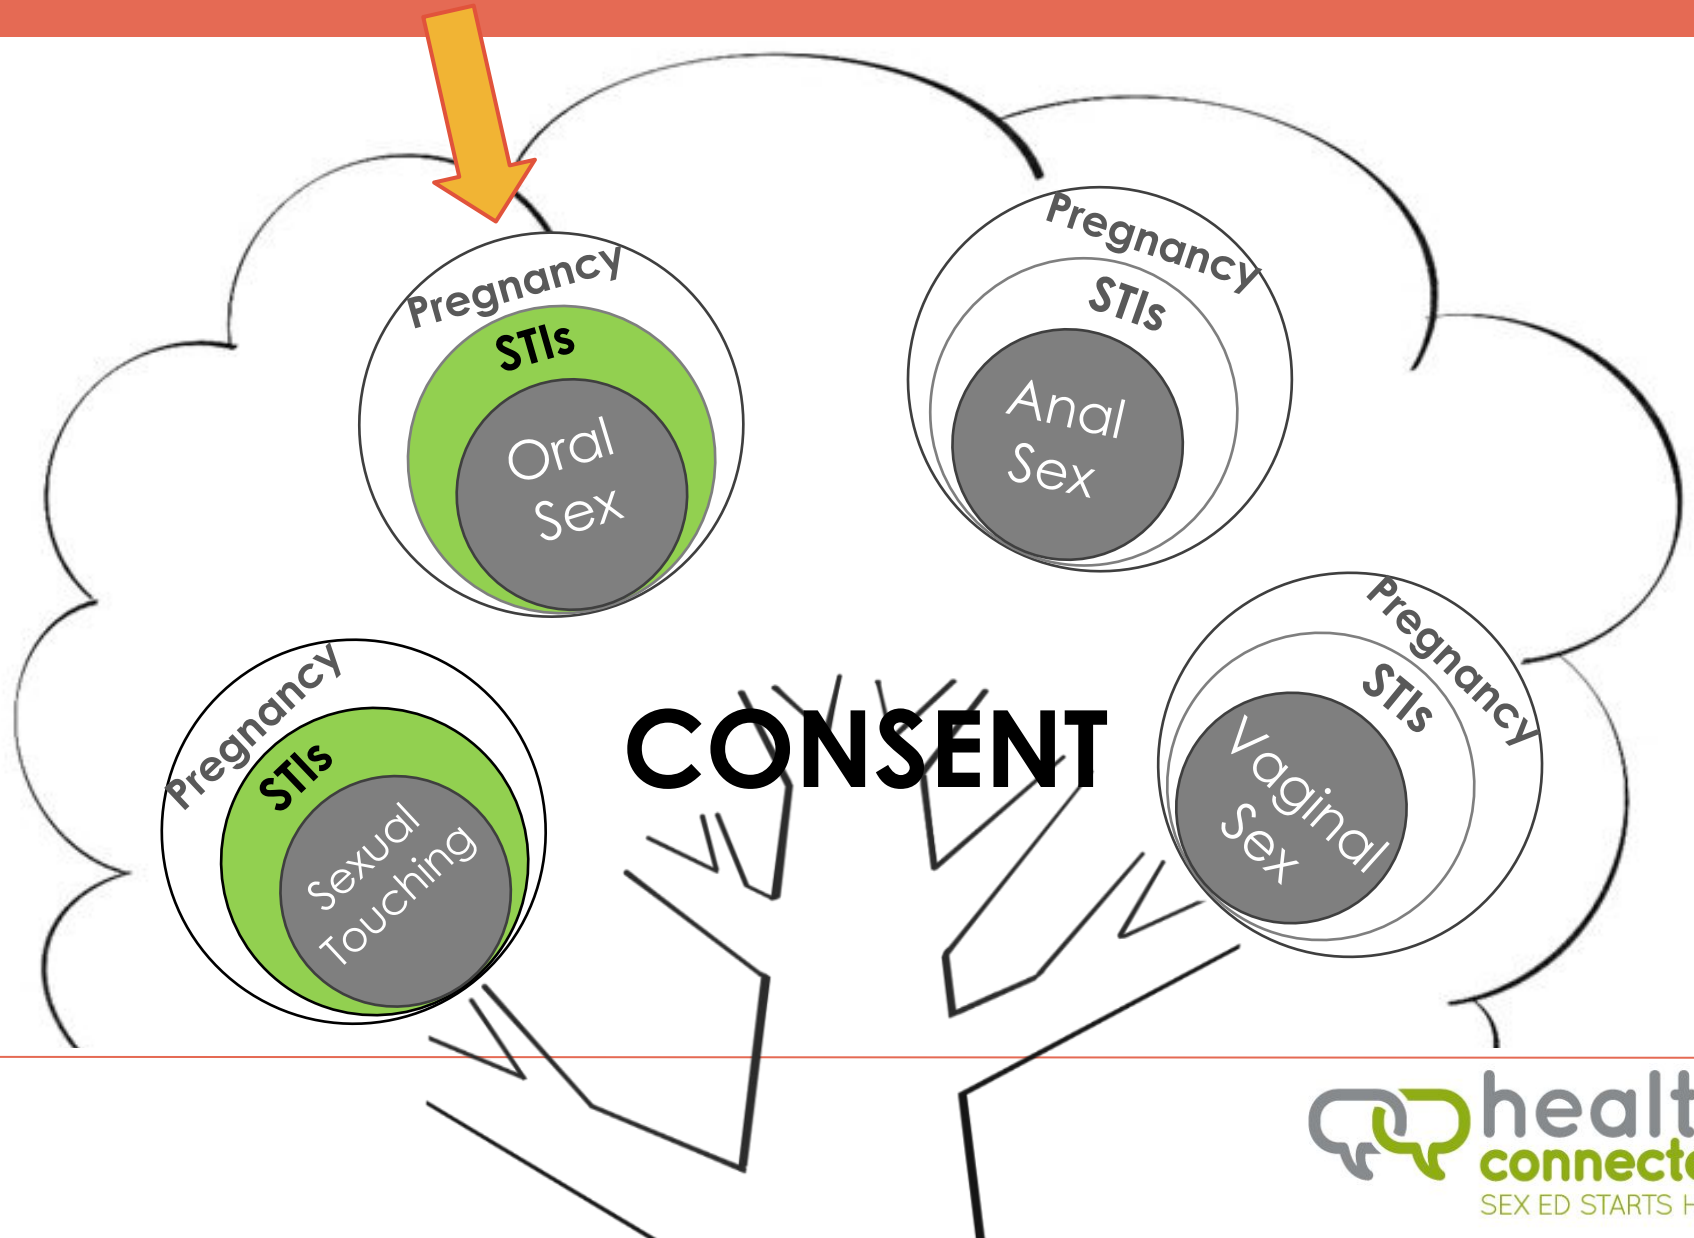 Pregnancy
STIs
Oral
Sex
Pregnancy
STIs
Anal
Sex
Pregnancy
STIs
Sexual
Touching
CONSENT
Pregnancy
STIs
Vaginal
Sex
healt
connecte
SEX ED STARTS H